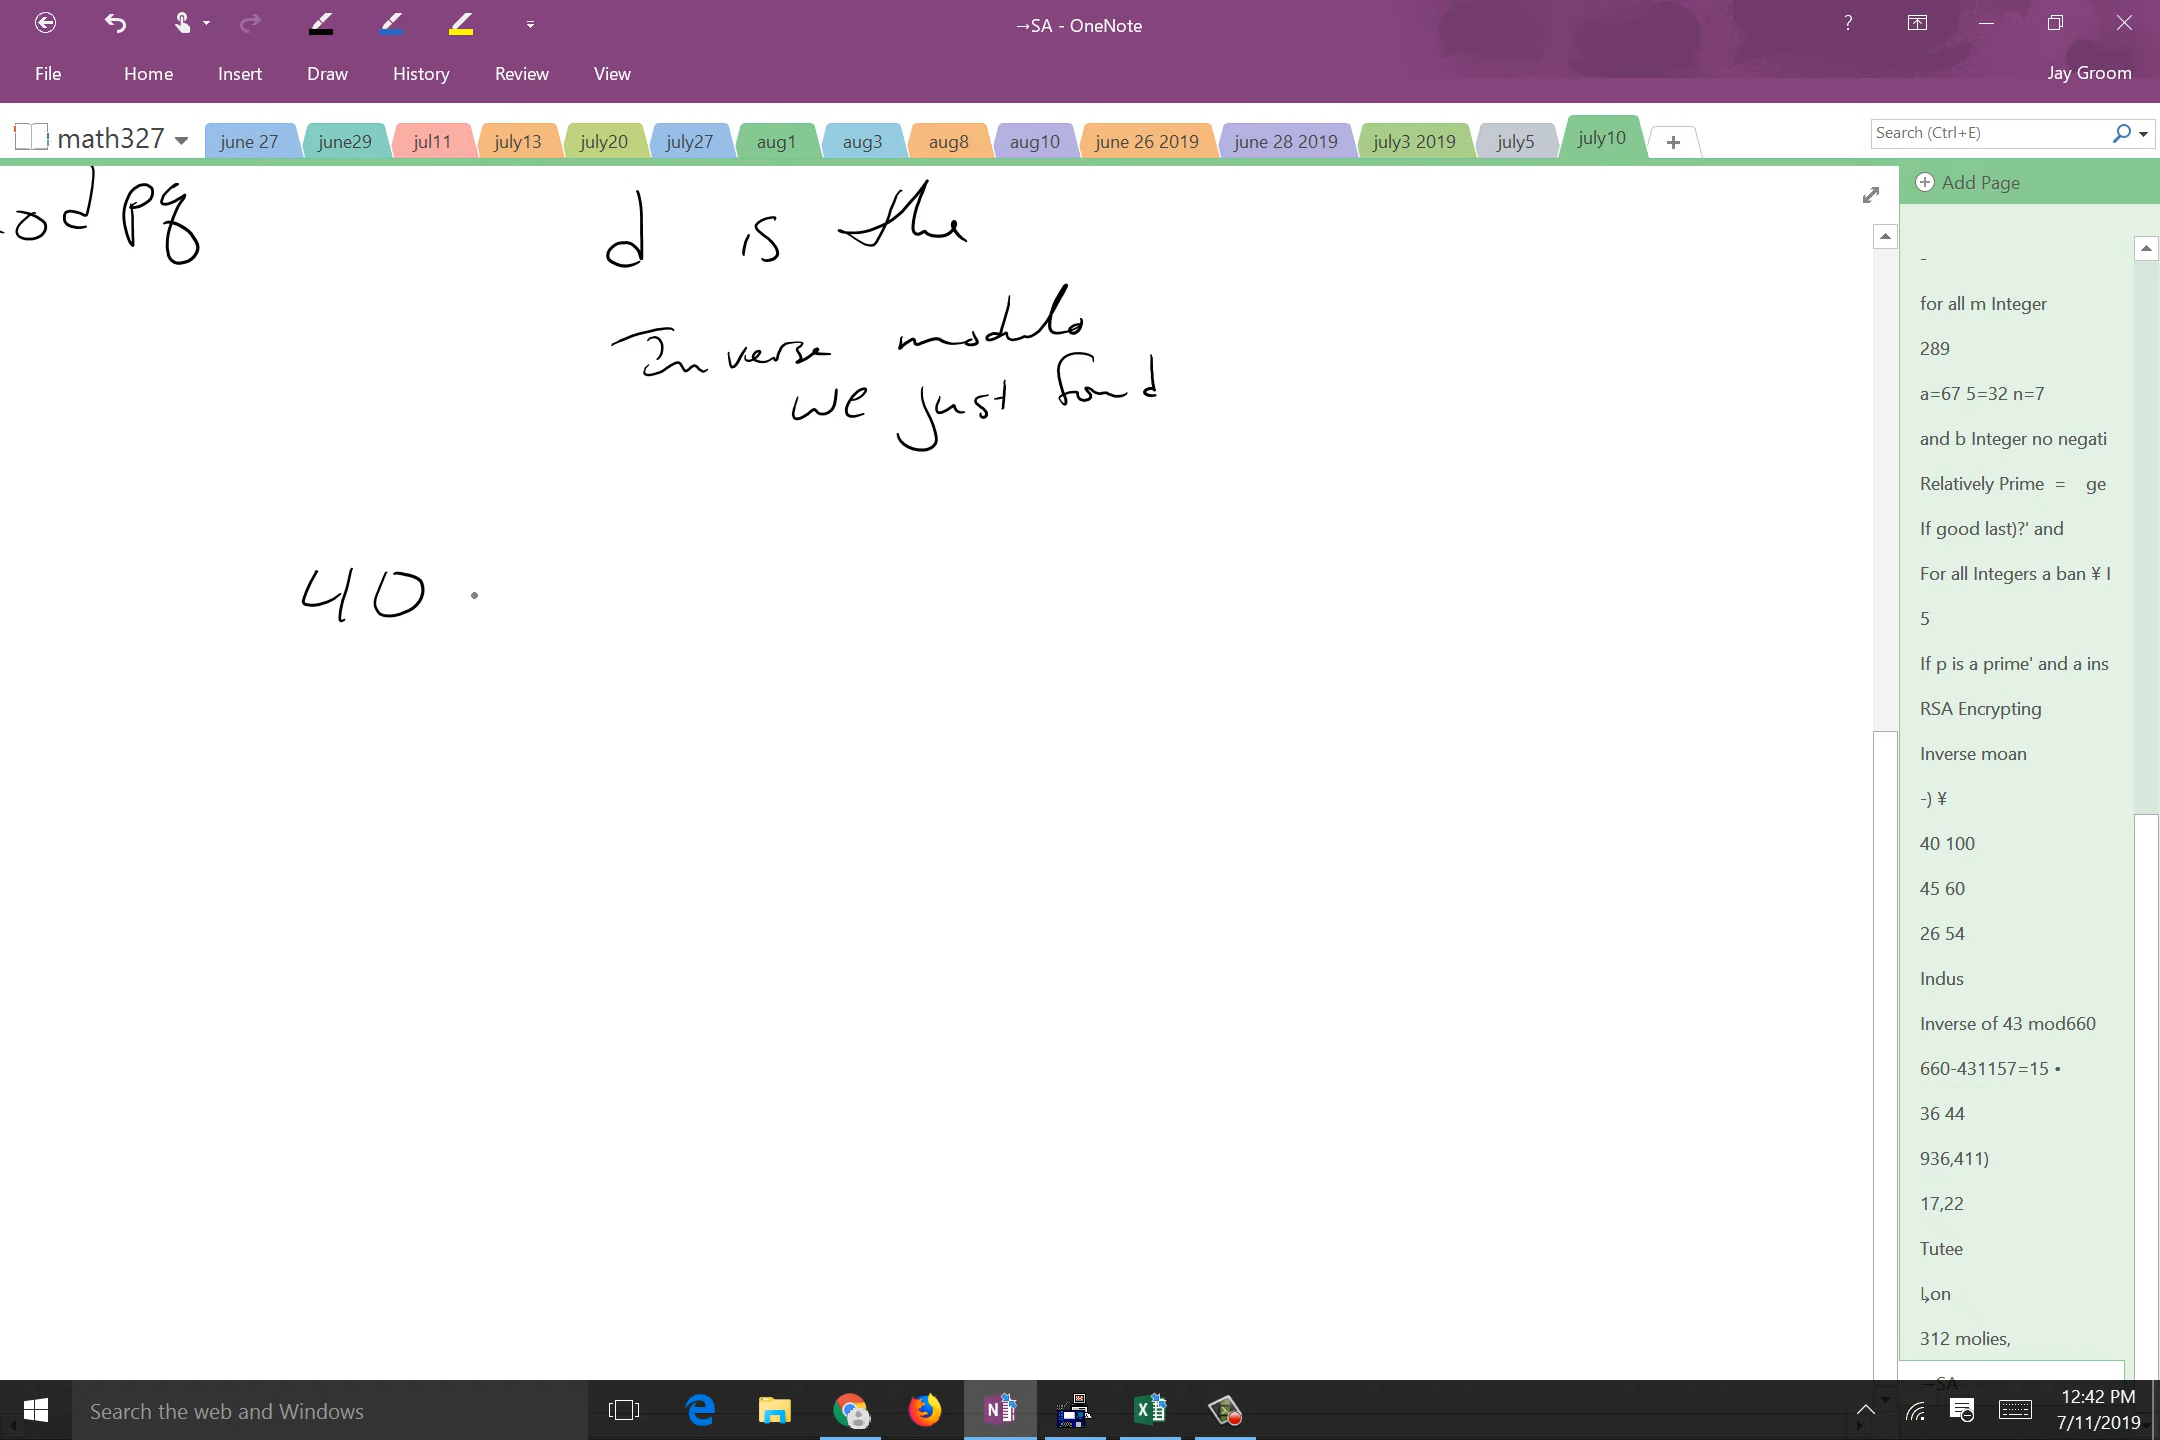 →SA - OneNote
?
File Home Insert Draw History Review View
Jay Groom
math327
june 27
june29
jul11
july13
july20
july27
aug1
aug3
aug8
aug10
june 26 2019
june 28 2019
july3 2019
july5
july10
+
Search (Ctrl+E)
od pq
d is the
Inverse modulo
we just found
40 ·
Add Page
-
for all m Integer
289
a=67 5=32 n=7
and b Integer no negati
Relatively Prime = ge
If good last)?' and
For all Integers a ban ¥ I
5
If p is a prime' and a ins
RSA Encrypting
Inverse moan
-) ¥
40 100
45 60
26 54
Indus
Inverse of 43 mod660
660-431157=15 •
36 44
936,411)
17,22
Tutee
I,on
312 molies,
→SA
Search the web and Windows
12:42 PM
7/11/2019